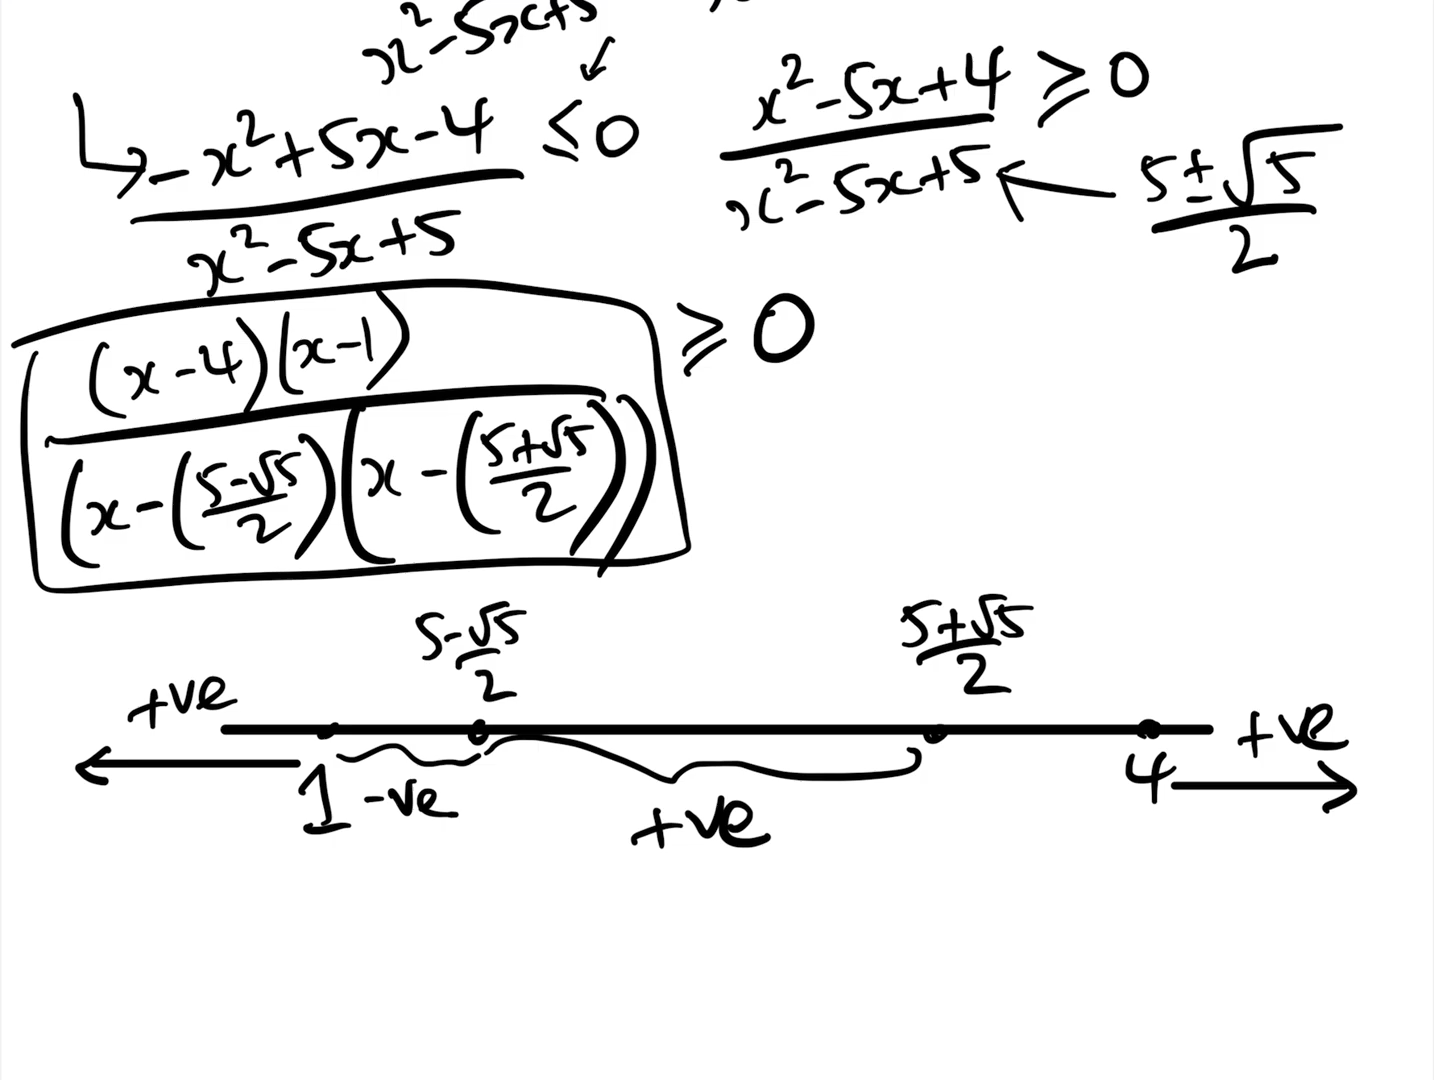 x²-5x+5
-x²+5x-4 ≤0
x²-5x+5
x²-5x+4 ≥0
x²-5x+5
5±√5
2
(x-4)(x-1) ≥0
(x-(5-√5/2)(x-(5+√5/2))
5-√5/2
5+√5/2
+ve
+ve
1 -ve
+ve
4